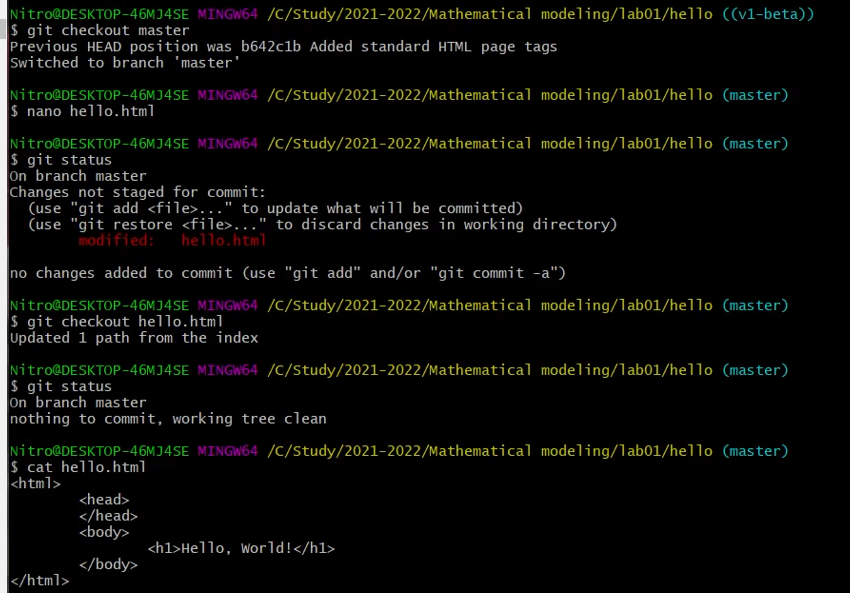 Nitro@DESKTOP-46MJ4SE MINGW64 /C/Study/2021-2022/Mathematical modeling/lab01/hello ((v1-beta))
$ git checkout master
Previous HEAD position was b642c1b Added standard HTML page tags
Switched to branch 'master'
Nitro@DESKTOP-46MJ4SE MINGW64 /C/Study/2021-2022/Mathematical modeling/lab01/hello (master)
$ nano hello.html
Nitro@DESKTOP-46MJ4SE MINGW64 /C/Study/2021-2022/Mathematical modeling/lab01/hello (master)
$ git status
On branch master
Changes not staged for commit:
  (use "git add <file>..." to update what will be committed)
  (use "git restore <file>..." to discard changes in working directory)
        modified:   hello.html
no changes added to commit (use "git add" and/or "git commit -a")
Nitro@DESKTOP-46MJ4SE MINGW64 /C/Study/2021-2022/Mathematical modeling/lab01/hello (master)
$ git checkout hello.html
Updated 1 path from the index
Nitro@DESKTOP-46MJ4SE MINGW64 /C/Study/2021-2022/Mathematical modeling/lab01/hello (master)
$ git status
On branch master
nothing to commit, working tree clean
Nitro@DESKTOP-46MJ4SE MINGW64 /C/Study/2021-2022/Mathematical modeling/lab01/hello (master)
$ cat hello.html
<html>
        <head>
        </head>
        <body>
                <h1>Hello, World!</h1>
        </body>
</html>